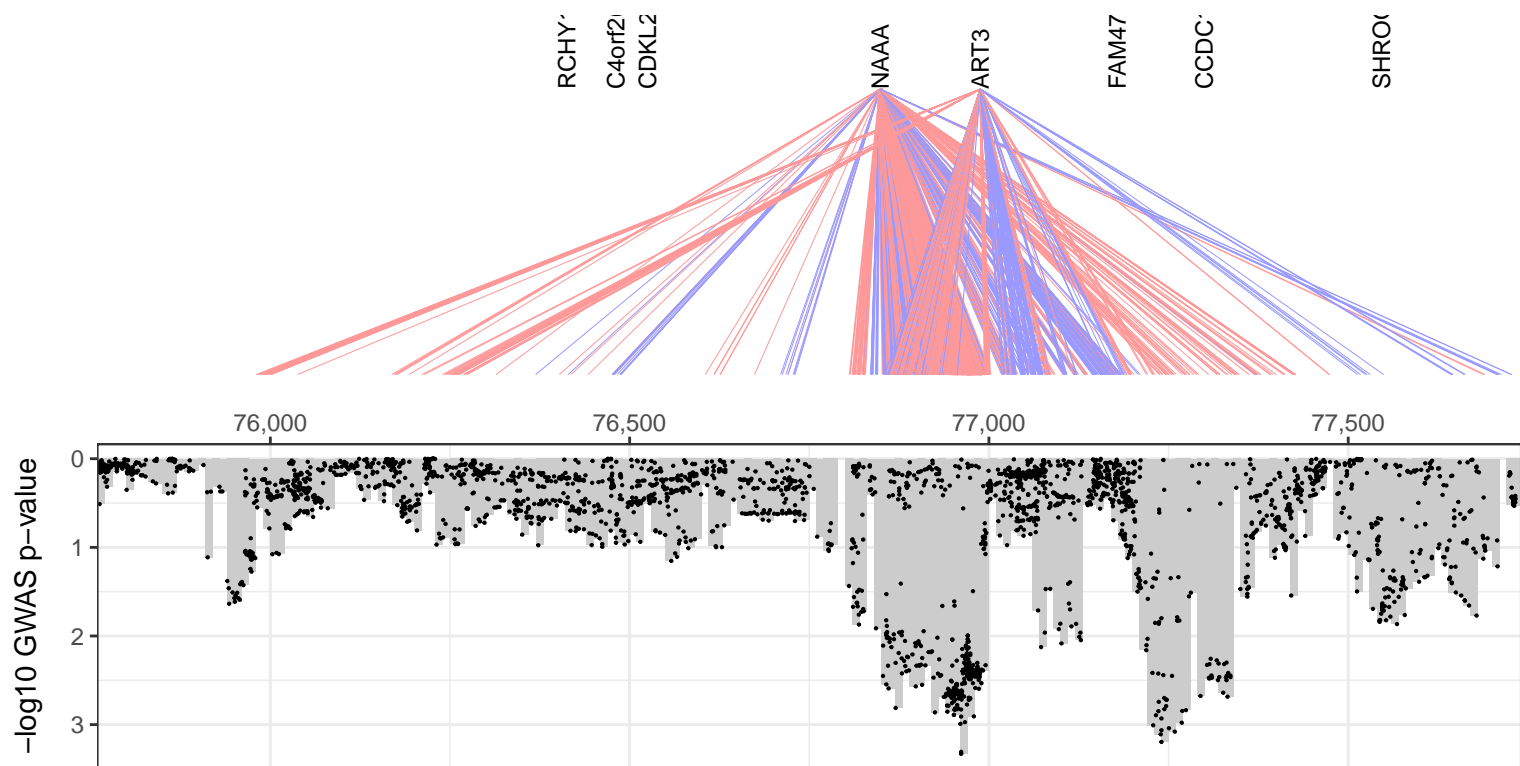 RCHY
C4orf2
CDKL2
NAAA
ART3
FAM47
CCDC
SHRO
76,000
76,500
77,000
77,500
−log10 GWAS p−value
0
1
2
3